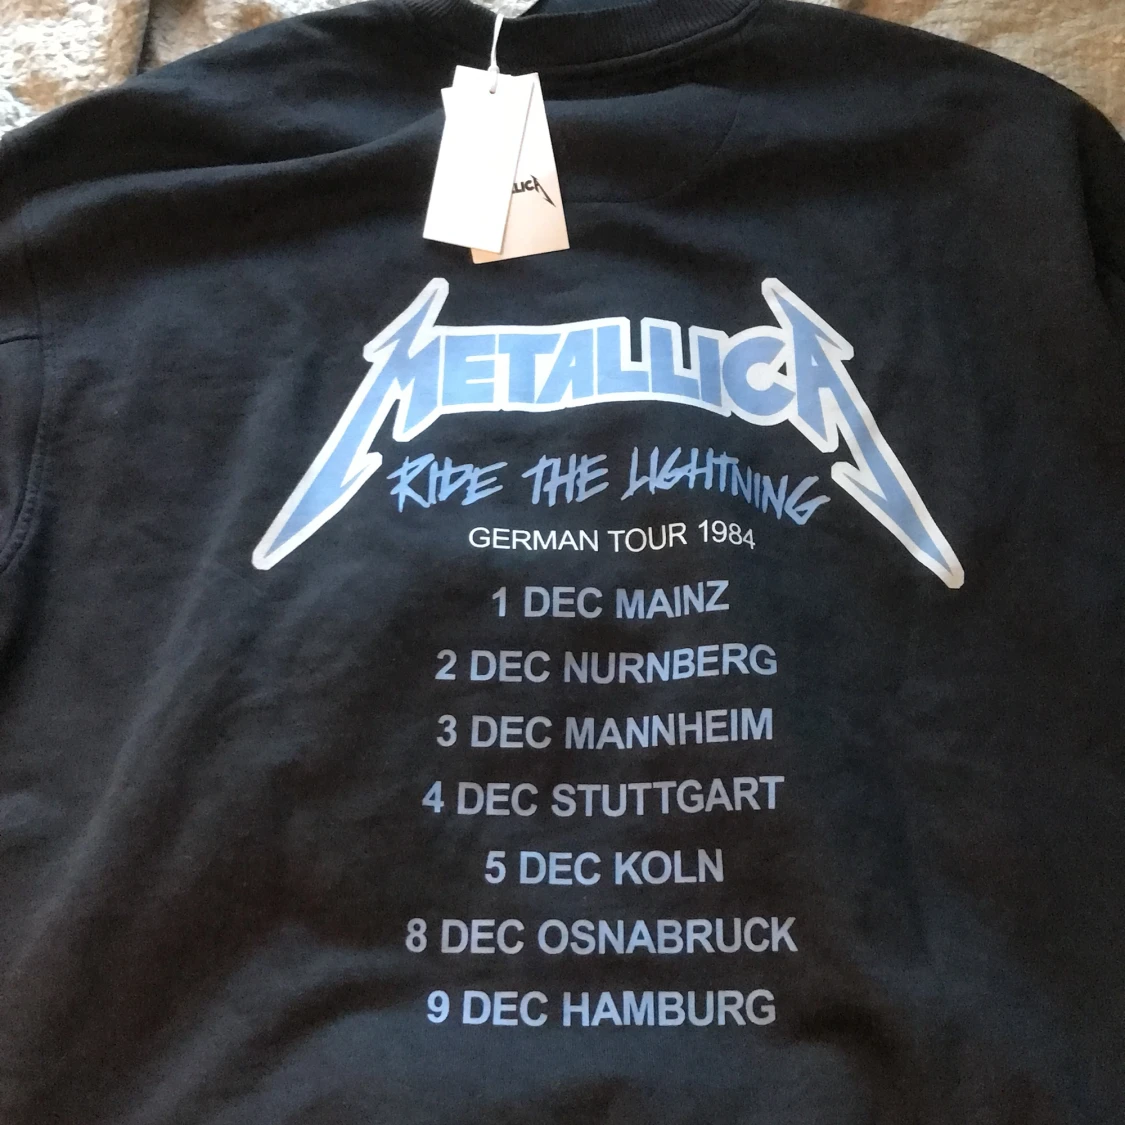 METALLICA
RIDE THE LIGHTNING
GERMAN TOUR 1984
1 DEC MAINZ
2 DEC NURNBERG
3 DEC MANNHEIM
4 DEC STUTTGART
5 DEC KOLN
8 DEC OSNABRUCK
9 DEC HAMBURG